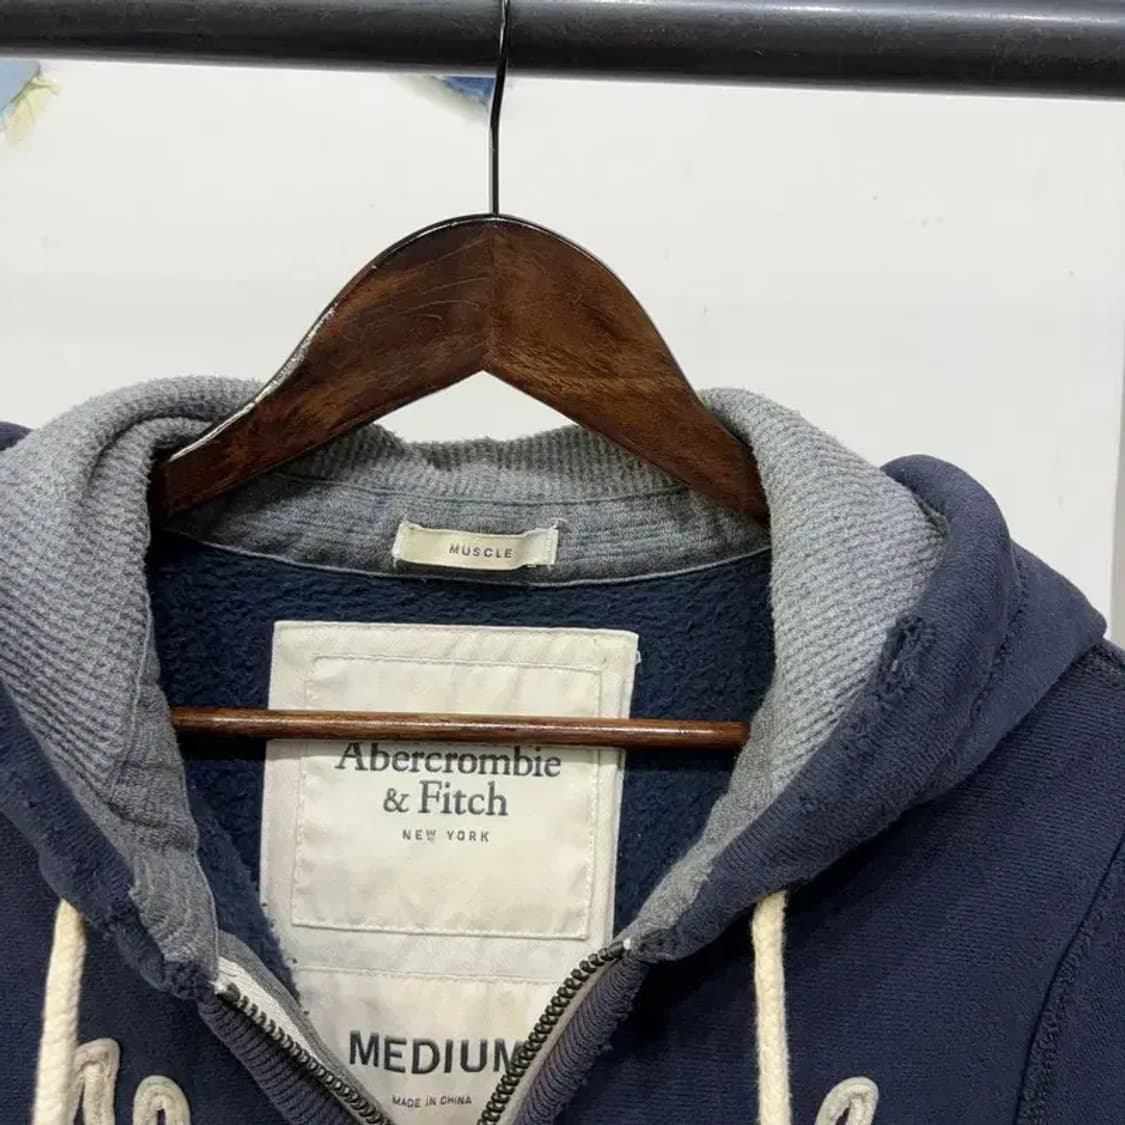 MUSCLE
Abercrombie
& Fitch
NEW YORK
MEDIUM
MADE IN CHINA